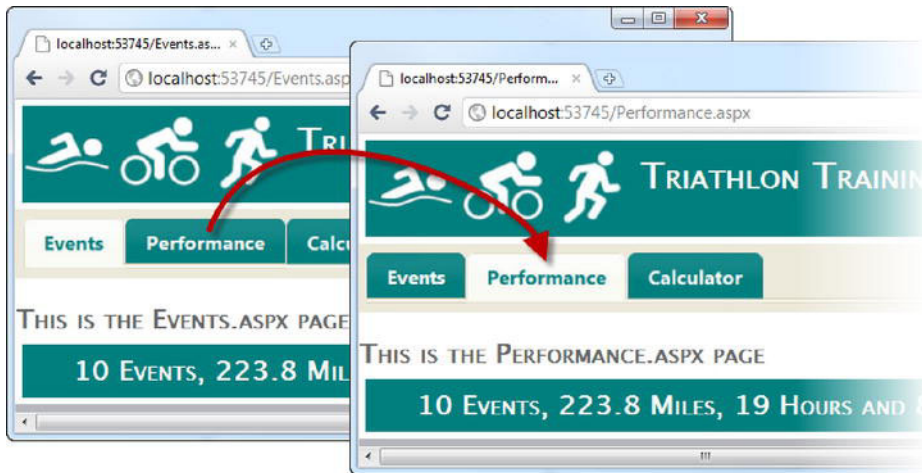 localhost:53745/Events.as...
localhost:53745/Events.asp
Events
Performance
THIS IS THE EVENTS.ASPX PAGE
10 EVENTS, 223.8
localhost:53745/Perform...
localhost:53745/Performance.aspx
TRIATHLON
Events
Performance
Calculator
THIS IS THE PERFORMANCE.ASPX PAGE
10 EVENTS, 223.8 MILES, 19 HOURS AND